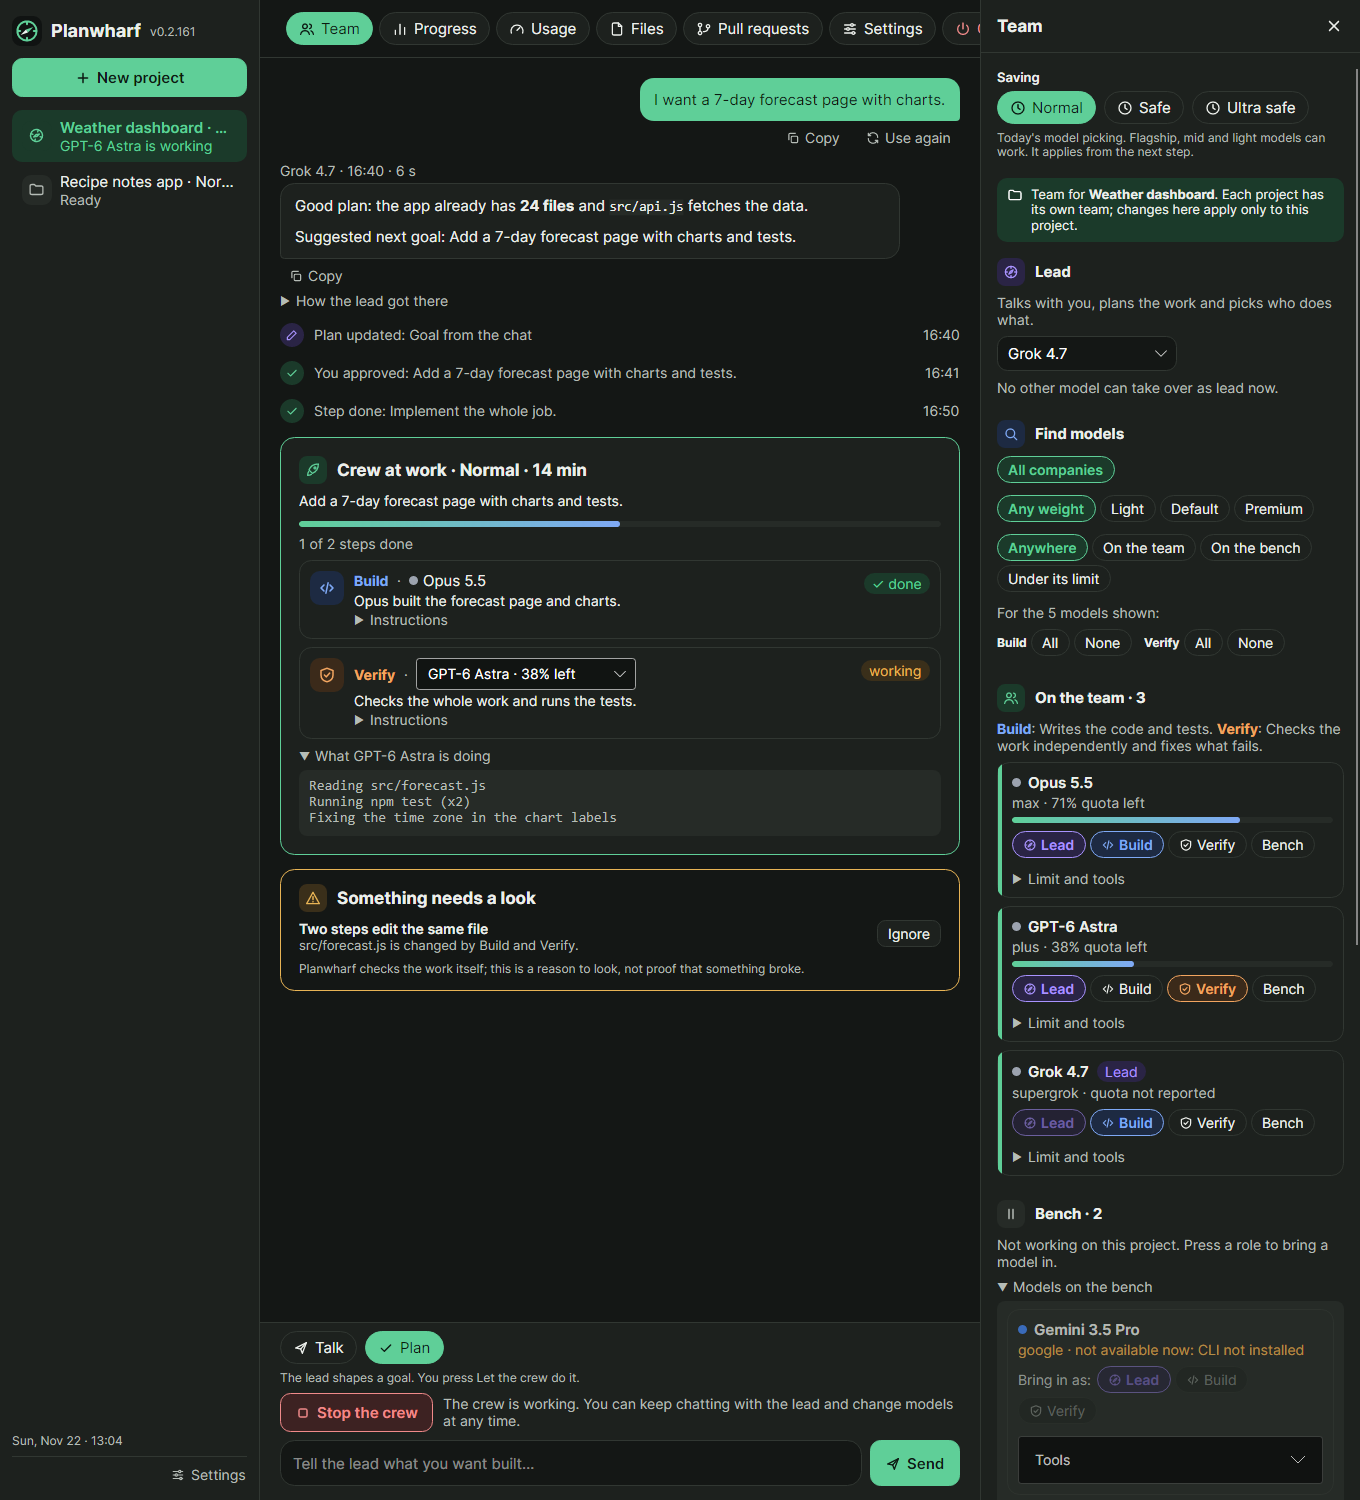 Planwharf v0.2.161
New project
Weather dashboard · ...
GPT-6 Astra is working
Recipe notes app · Nor...
Ready
Sun, Nov 22 · 13:04
Settings
Team
Progress
Usage
Files
Pull requests
Settings
I want a 7-day forecast page with charts.
Copy
Use again
Grok 4.7 · 16:40 · 6 s
Good plan: the app already has 24 files and src/api.js fetches the data.
Suggested next goal: Add a 7-day forecast page with charts and tests.
Copy
How the lead got there
Plan updated: Goal from the chat 16:40
You approved: Add a 7-day forecast page with charts and tests. 16:41
Step done: Implement the whole job. 16:50
Crew at work · Normal · 14 min
Add a 7-day forecast page with charts and tests.
1 of 2 steps done
Build · Opus 5.5 done
Opus built the forecast page and charts.
Instructions
Verify · GPT-6 Astra · 38% left working
Checks the whole work and runs the tests.
Instructions
What GPT-6 Astra is doing
Reading src/forecast.js
Running npm test (x2)
Fixing the time zone in the chart labels
Something needs a look
Two steps edit the same file
src/forecast.js is changed by Build and Verify.
Ignore
Planwharf checks the work itself; this is a reason to look, not proof that something broke.
Talk
Plan
The lead shapes a goal. You press Let the crew do it.
Stop the crew
The crew is working. You can keep chatting with the lead and change models
at any time.
Tell the lead what you want built...
Send
Team
Saving
Normal
Safe
Ultra safe
Today's model picking. Flagship, mid and light models can
work. It applies from the next step.
Team for Weather dashboard. Each project has
its own team; changes here apply only to this
project.
Lead
Talks with you, plans the work and picks who does
what.
Grok 4.7
No other model can take over as lead now.
Find models
All companies
Any weight Light Default Premium
Anywhere On the team On the bench
Under its limit
For the 5 models shown:
Build All None Verify All None
On the team · 3
Build: Writes the code and tests. Verify: Checks the
work independently and fixes what fails.
Opus 5.5
max · 71% quota left
Lead Build Verify Bench
Limit and tools
GPT-6 Astra
plus · 38% quota left
Lead Build Verify Bench
Limit and tools
Grok 4.7 Lead
supergrok · quota not reported
Lead Build Verify Bench
Limit and tools
Bench · 2
Not working on this project. Press a role to bring a
model in.
Models on the bench
Gemini 3.5 Pro
google · not available now: CLI not installed
Bring in as: Lead Build
Verify
Tools